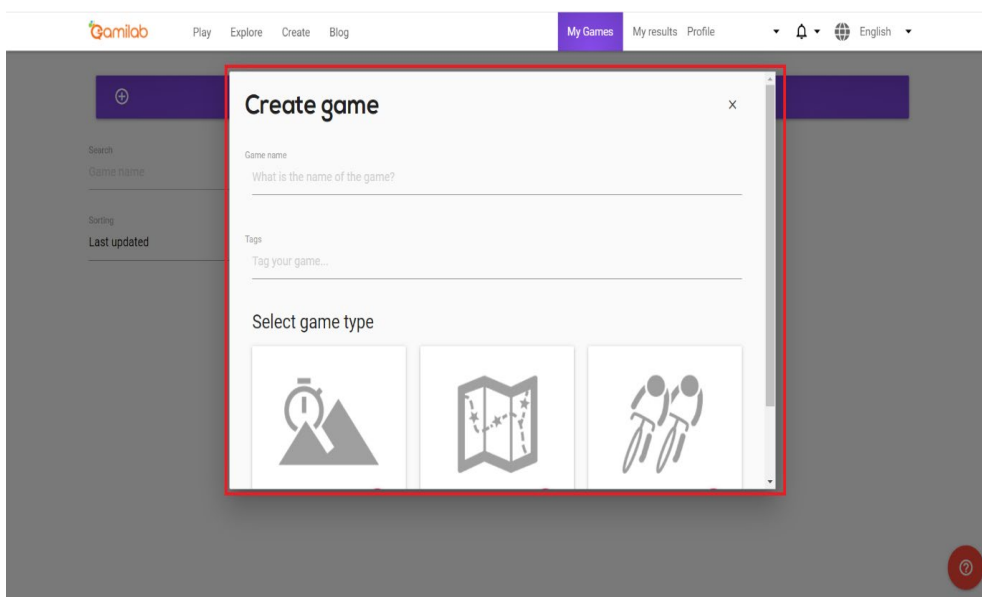 Gamilab Play Explore Create Blog My Games My results Profile English
Create game X
Search
Game name
Game name
What is the name of the game?
Sorting
Last updated
Tags
Tag your game...
Select game type